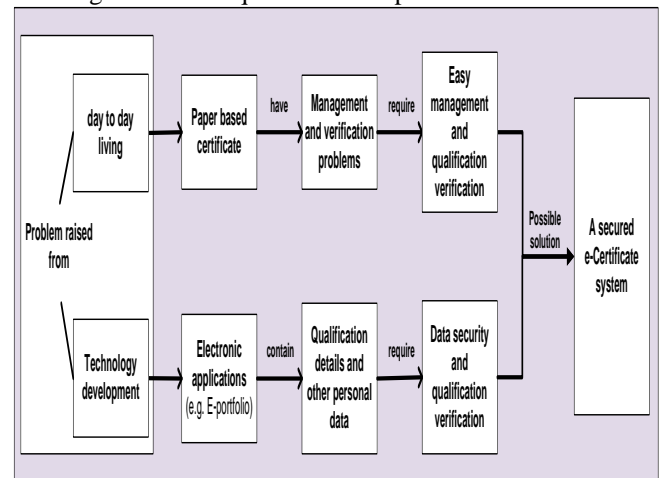 day to day
living
Paper based
certificate
have
Management
and verification
problems
require
Easy
management
and
qualification
verification
Problem raised
from
Possible
solution
A secured
e-Certificate
system
Technology
development
Electronic
applications
(e.g. E-portfolio)
contain
Qualification
details and
other personal
data
require
Data security
and
qualification
verification